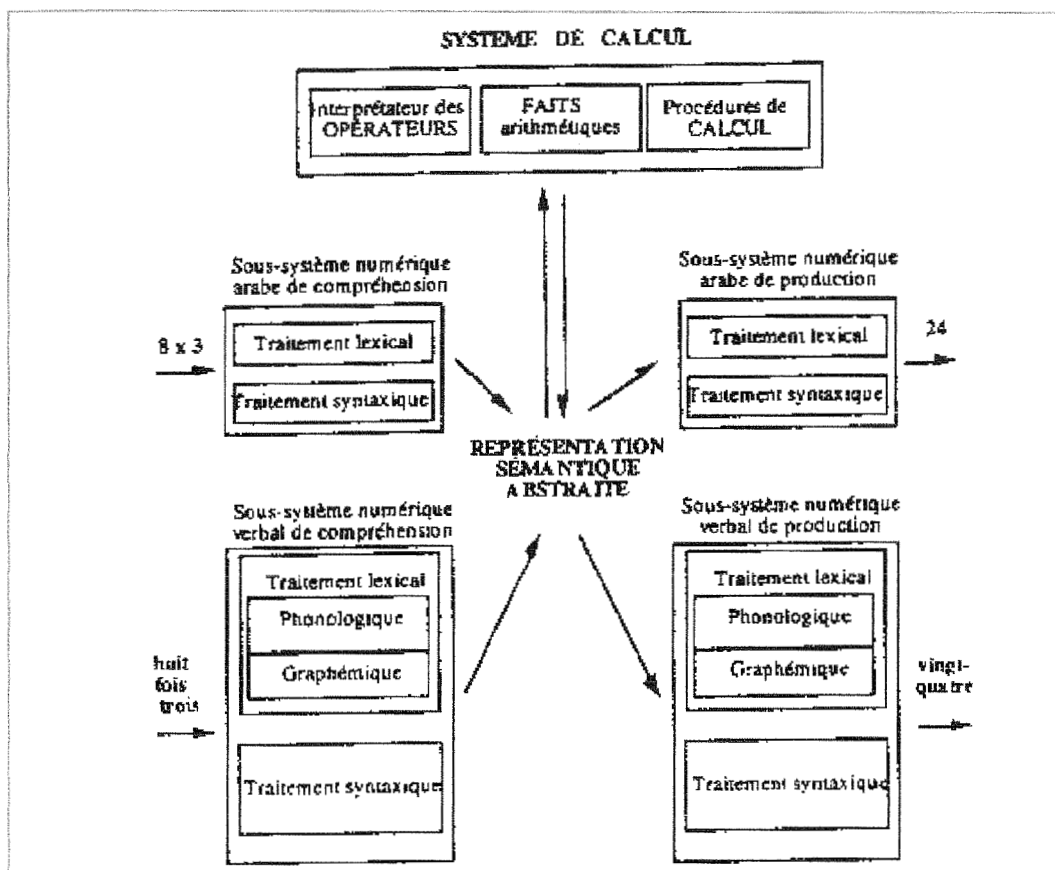 SYSTEME DE CALCUL
Interprétateur des
OPÉRATEURS
FAITS
arithmétiques
Procédures de
CALCUL
Sous-système numérique
arabe de compréhension
8 x 3
Traitement lexical
Traitement syntaxique
Sous-système numérique
arabe de production
Traitement lexical
Traitement syntaxique
24
REPRÉSENTATION
SÉMANTIQUE
ABSTRAITE
Sous-système numérique
verbal de compréhension
Traitement lexical
Phonologique
Graphémique
huit
fois
trois
Traitement syntaxique
Sous-système numérique
verbal de production
Traitement lexical
Phonologique
Graphémique
vingt-
quatre
Traitement syntaxique